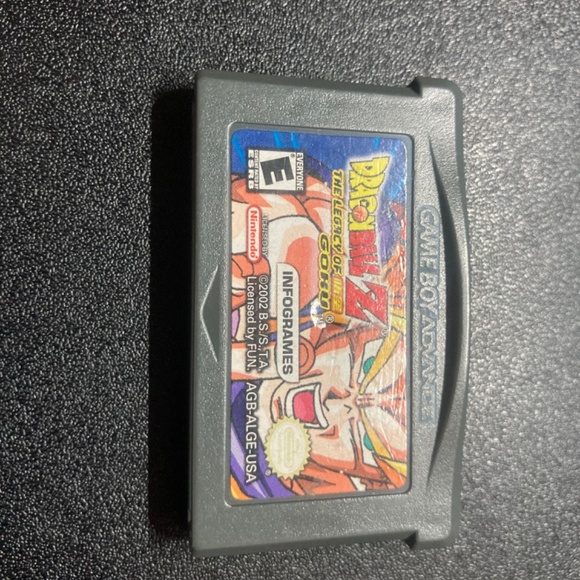 GAME BOY ADVANCE
DRAGON BALL Z
THE LEGACY OF
GOKU
EVERYONE
E
ESRB
Nintendo
INFOGRAMES
©2002 B.S./S.T.A.
Licensed by FUN.
AGB-ALGE-USA